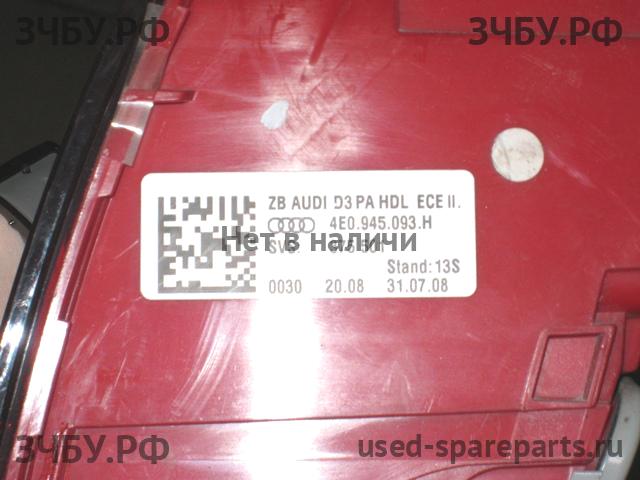 ЗЧБУ.РФ
ЗЧБУ.РФ
ZB AUDI D3 PA HDL ECE II.
4E0.945.093.H
Нет в наличи
Stand: 13S
0030 20.08 31.07.08
ЗЧБУ.РФ
used-spareparts.ru